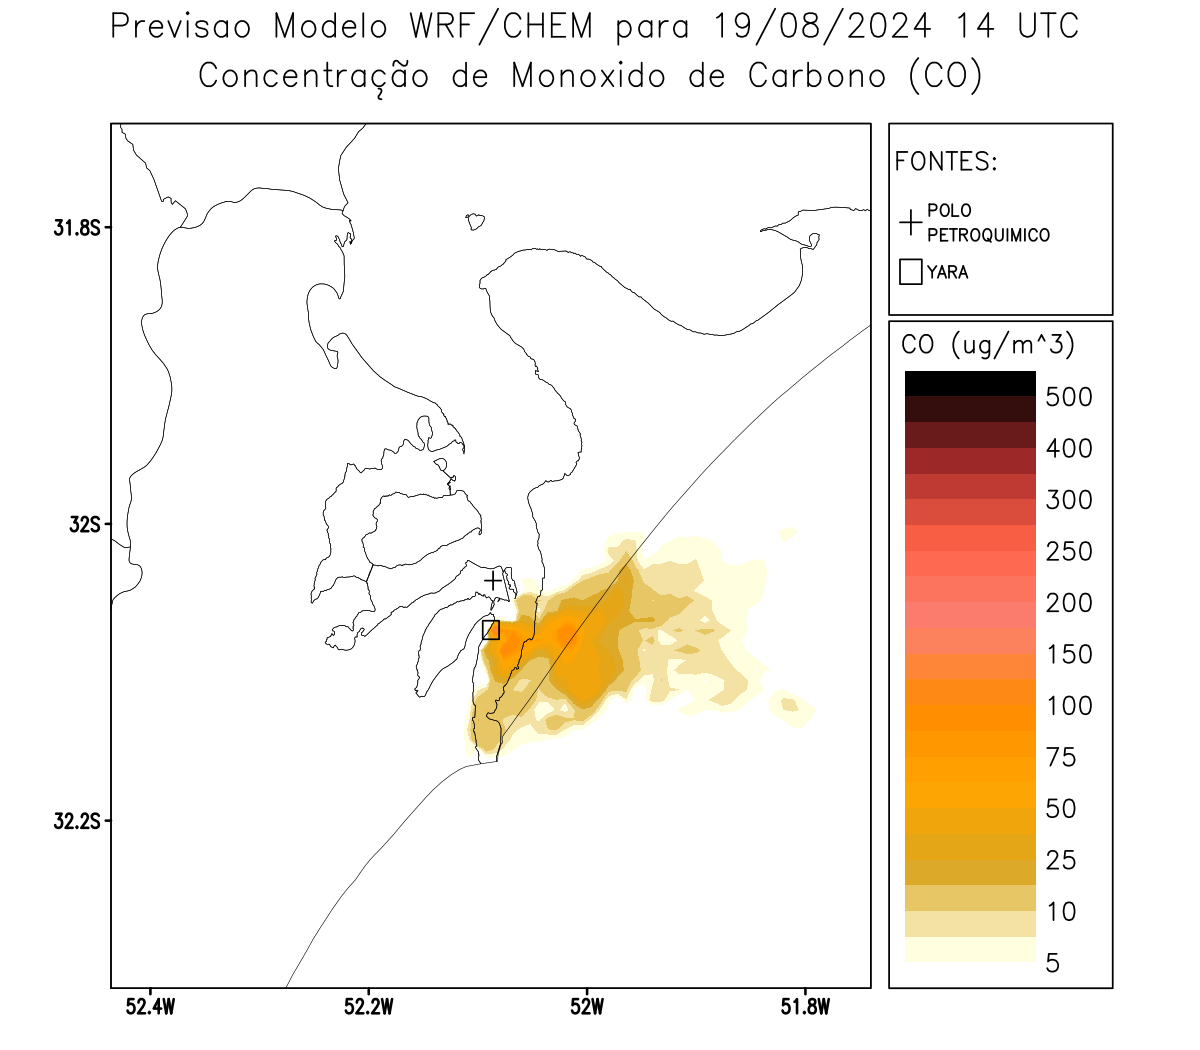 Previsao Modelo WRF/CHEM para 19/08/2024 14 UTC
Concentração de Monoxido de Carbono (CO)
FONTES:
POLO
PETROQUIMICO
YARA
CO (ug/m^3)
500
400
300
250
200
150
100
75
50
25
10
5
31.8S
32S
32.2S
52.4W
52.2W
52W
51.8W